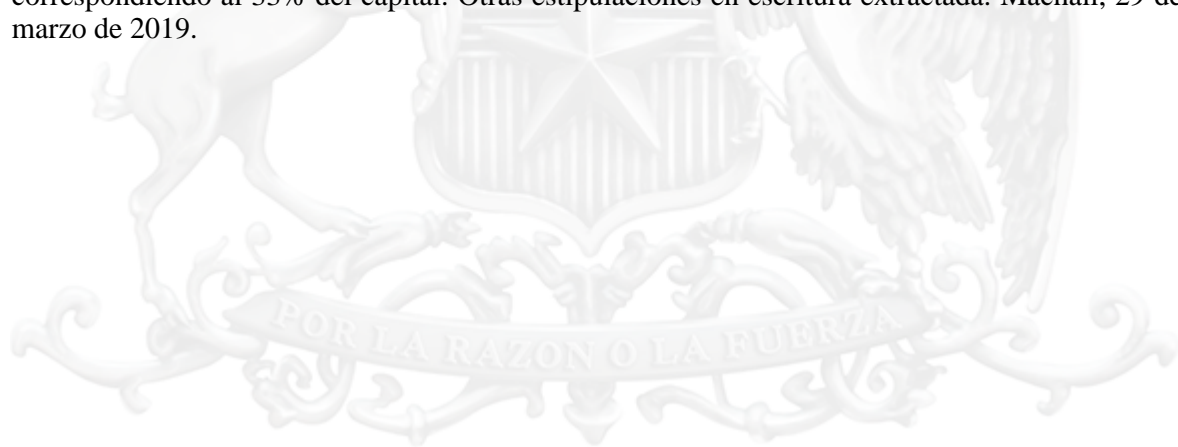 correspondiendo al 33% del capital. Otras estipulaciones en escritura extractada. Machalí, 29 de
marzo de 2019.
POR LA RAZON O LA FUERZA